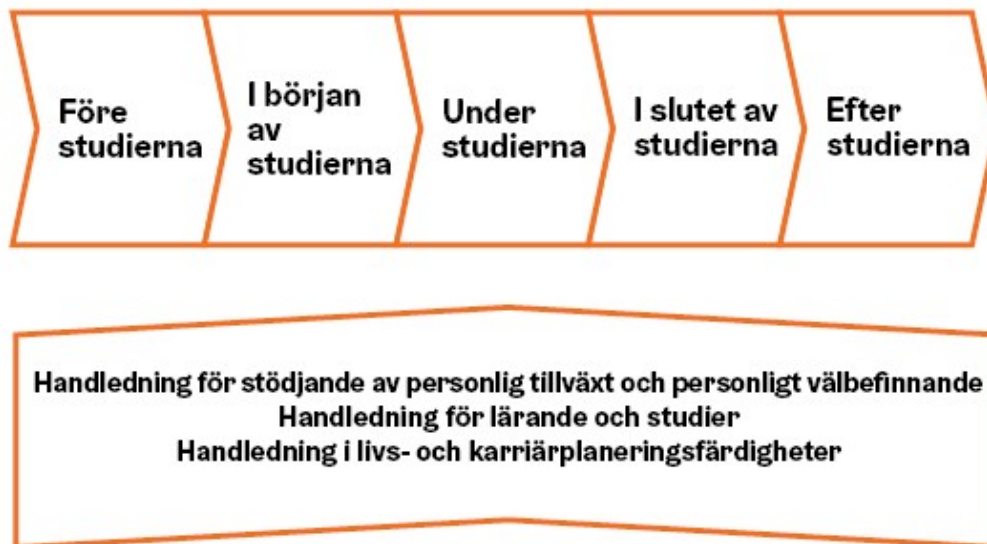 Före
studierna
I början
av
studierna
Under
studierna
I slutet av
studierna
Efter
studierna
Handledning för stödjande av personlig tillväxt och personligt välbefinnande
Handledning för lärande och studier
Handledning i livs- och karriärplaneringsfärdigheter